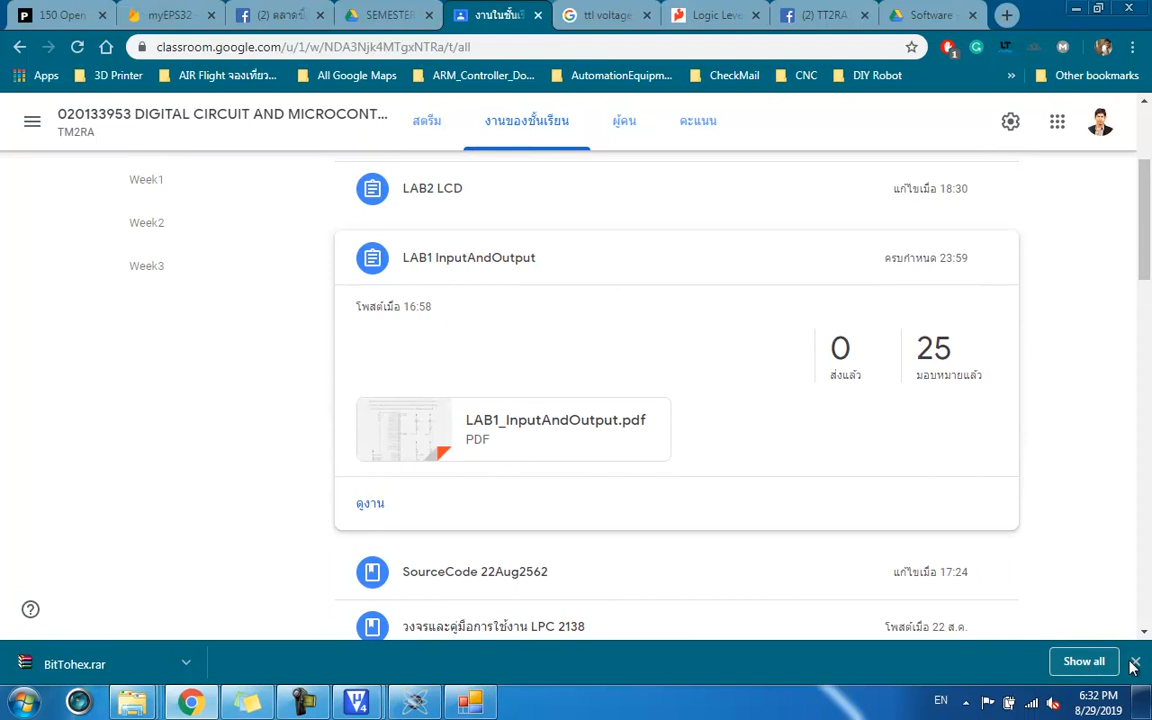 150 Open
myEPS32-
(2) ตลาดซื้
SEMESTER
งานในชั้นเรี
ttl voltage
Logic Leve
(2) TT2RA
Software -
classroom.google.com/u/1/w/NDA3Njk4MTgxNTRa/t/all
Apps
3D Printer
AIR Flight จองเที่ยว...
All Google Maps
ARM_Controller_Do...
AutomationEquipm...
CheckMail
CNC
DIY Robot
»
Other bookmarks
020133953 DIGITAL CIRCUIT AND MICROCONT...
TM2RA
สตรีม
งานของชั้นเรียน
ผู้คน
คะแนน
Week1
Week2
Week3
LAB2 LCD
แก้ไขเมื่อ 18:30
LAB1 InputAndOutput
ครบกำหนด 23:59
โพสต์เมื่อ 16:58
0
ส่งแล้ว
25
มอบหมายแล้ว
LAB1_InputAndOutput.pdf
PDF
ดูงาน
SourceCode 22Aug2562
แก้ไขเมื่อ 17:24
วงจรและคู่มือการใช้งาน LPC 2138
โพสต์เมื่อ 22 ส.ค.
BitTohex.rar
Show all
EN
6:32 PM
8/29/2019